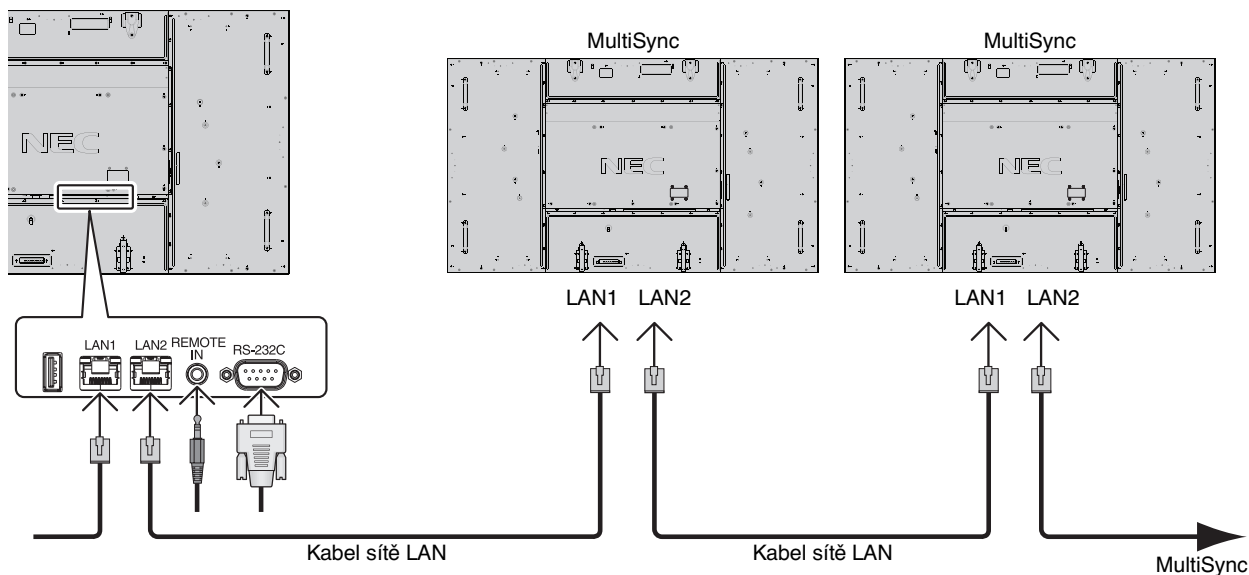 MultiSync
MultiSync
NEC
NEC
NEC
LAN1 LAN2
LAN1 LAN2
LAN1
LAN2
REMOTE
IN
RS-232C
Kabel sítě LAN
Kabel sítě LAN
MultiSync